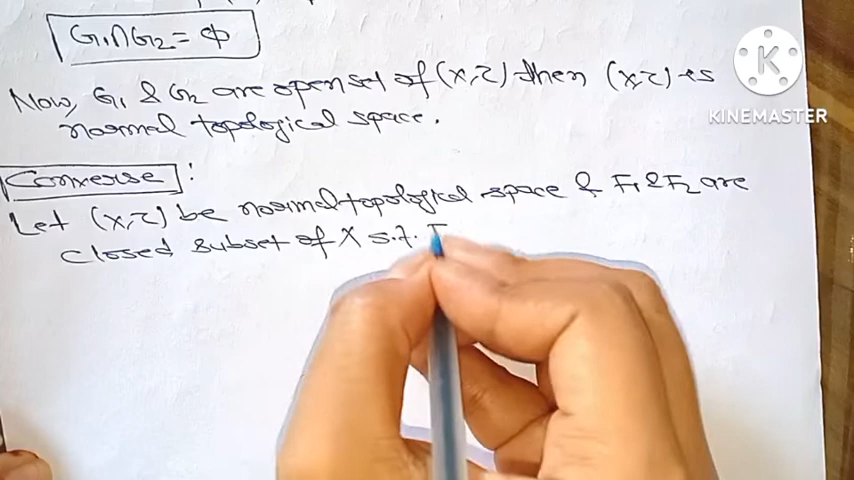 G₁∩G₂ = Φ
Now, G₁ & G₂ are open set of (X,τ) then (X,τ) is
normal topological space.
Converse :
Let (X,τ) be normal topological space & F₁ & F₂ are
closed subset of X s.t.
K
KINEMASTER